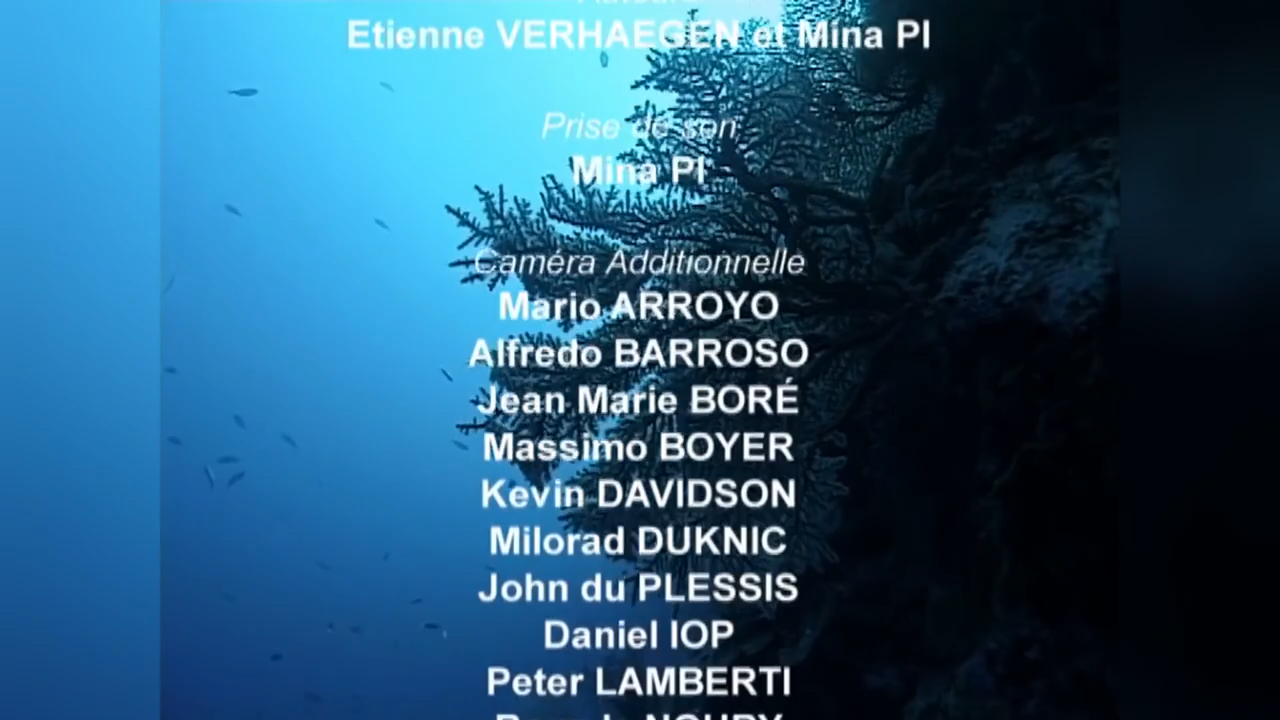 Etienne VERHAEGEN et Mina PI
Prise de son
Mina PI
Caméra Additionnelle
Mario ARROYO
Alfredo BARROSO
Jean Marie BORÉ
Massimo BOYER
Kevin DAVIDSON
Milorad DUKNIC
John du PLESSIS
Daniel IOP
Peter LAMBERTI